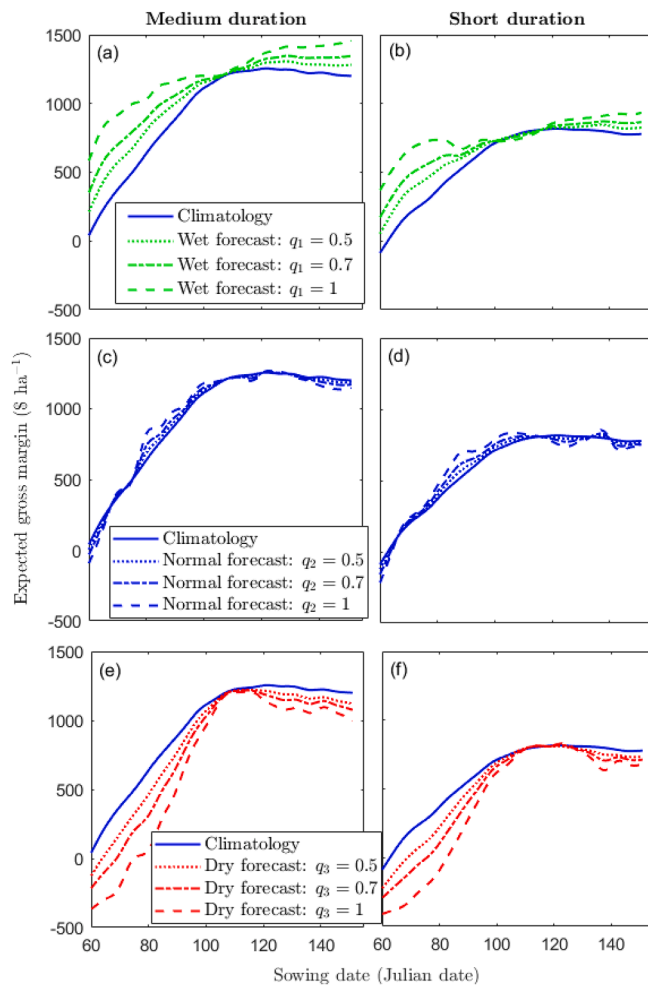 Medium duration
Short duration
Expected gross margin ($ ha⁻¹)
1500
1000
500
0
-500
(a)
Climatology
Wet forecast: q₁ = 0.5
Wet forecast: q₁ = 0.7
Wet forecast: q₁ = 1
(b)
1500
1000
500
0
-500
(c)
Climatology
Normal forecast: q₂ = 0.5
Normal forecast: q₂ = 0.7
Normal forecast: q₂ = 1
(d)
1500
1000
500
0
-500
(e)
Climatology
Dry forecast: q₃ = 0.5
Dry forecast: q₃ = 0.7
Dry forecast: q₃ = 1
(f)
60 80 100 120 140
60 80 100 120 140
Sowing date (Julian date)